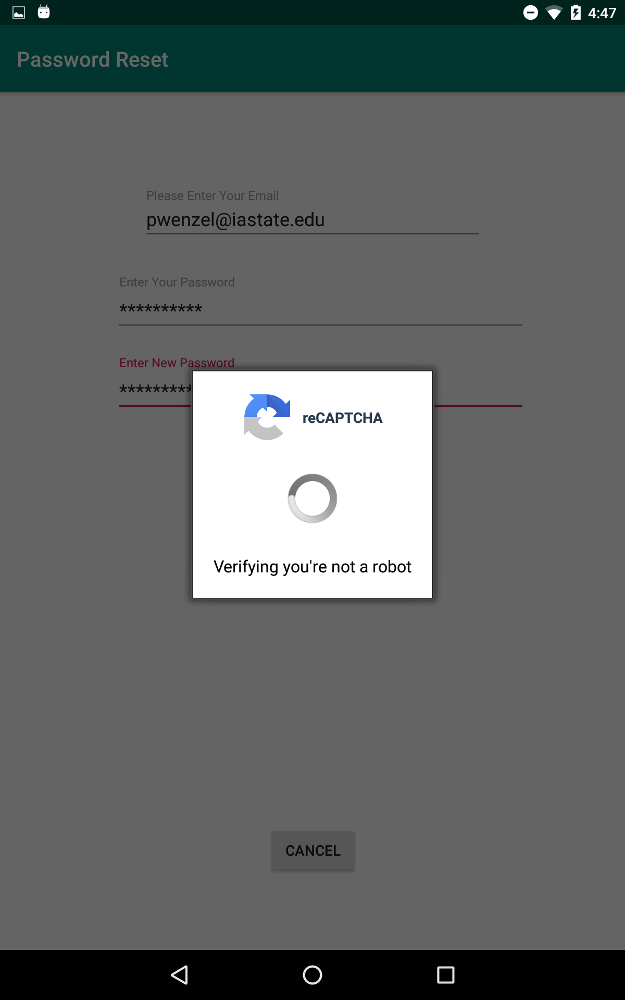 4:47
Password Reset
Please Enter Your Email
pwenzel@iastate.edu
Enter Your Password
**********
Enter New Password
*********
reCAPTCHA
Verifying you're not a robot
CANCEL